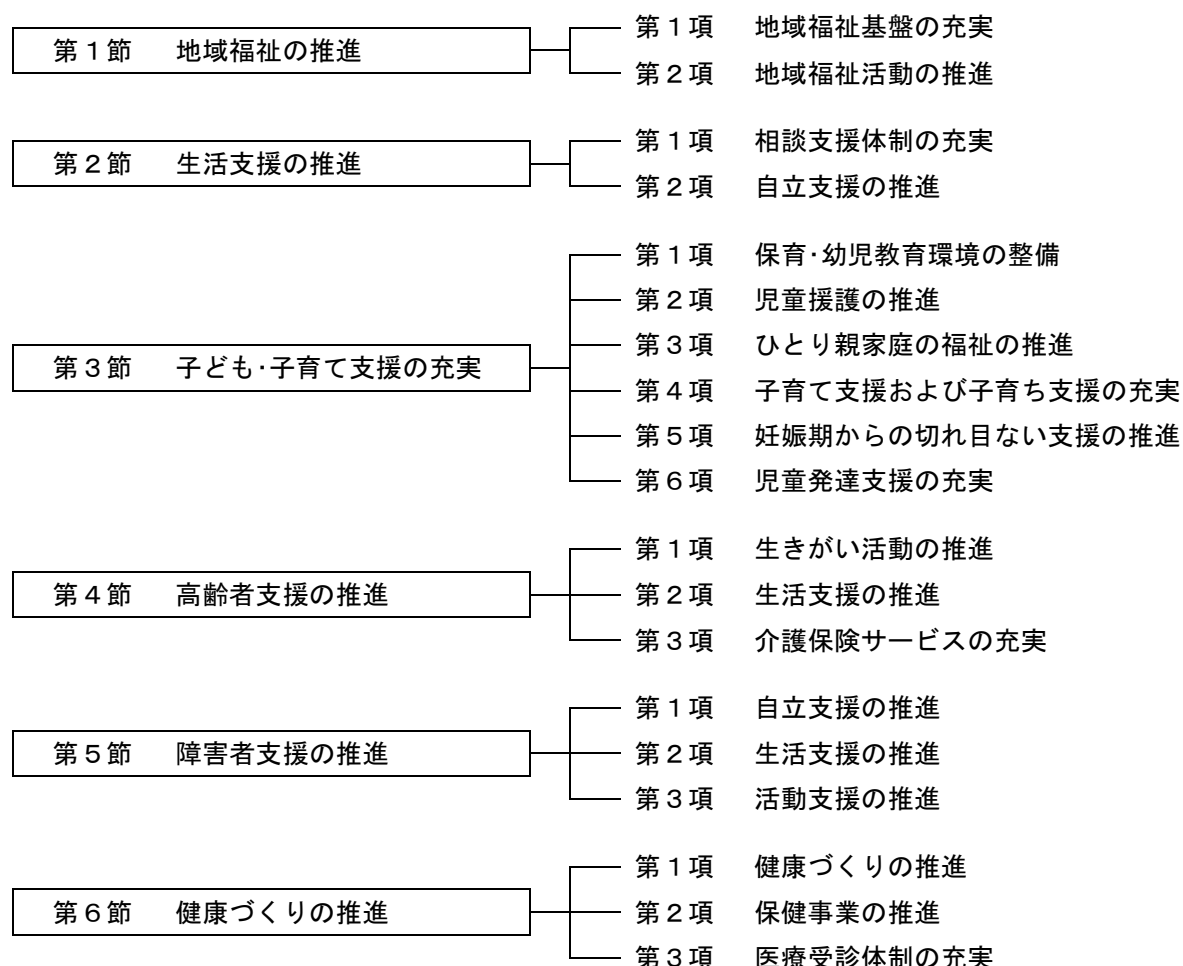 第1節 地域福祉の推進
第1項 地域福祉基盤の充実
第2項 地域福祉活動の推進
第2節 生活支援の推進
第1項 相談支援体制の充実
第2項 自立支援の推進
第3節 子ども･子育て支援の充実
第1項 保育･幼児教育環境の整備
第2項 児童援護の推進
第3項 ひとり親家庭の福祉の推進
第4項 子育て支援および子育ち支援の充実
第5項 妊娠期からの切れ目ない支援の推進
第6項 児童発達支援の充実
第4節 高齢者支援の推進
第1項 生きがい活動の推進
第2項 生活支援の推進
第3項 介護保険サービスの充実
第5節 障害者支援の推進
第1項 自立支援の推進
第2項 生活支援の推進
第3項 活動支援の推進
第6節 健康づくりの推進
第1項 健康づくりの推進
第2項 保健事業の推進
第3項 医療受診体制の充実